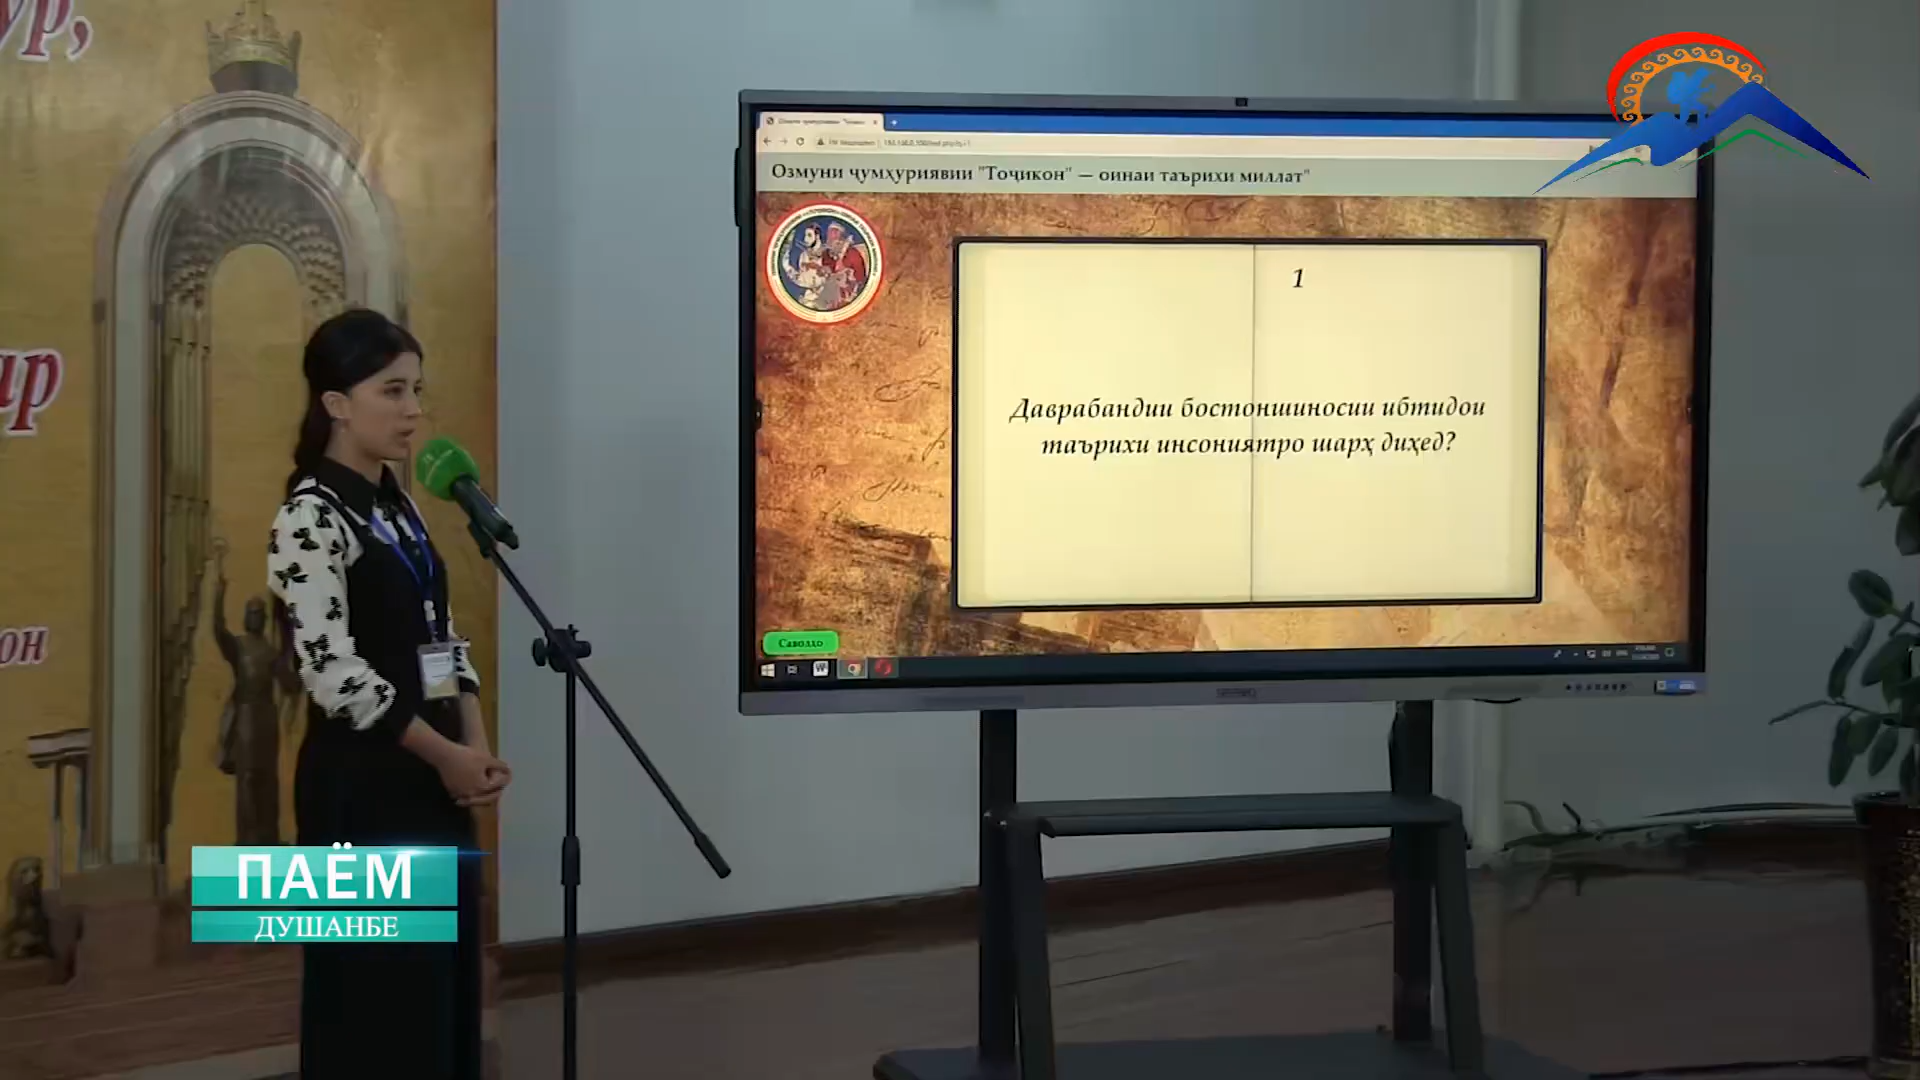 Озмуни ҷумҳуриявии "Тоҷикон" — оинаи таърихи миллат"
1
Даврабандии бостоншиносии ибтидои
таърихи инсониятро шарҳ диҳед?
Саволҳо
ПАЁМ
ДУШАНБЕ